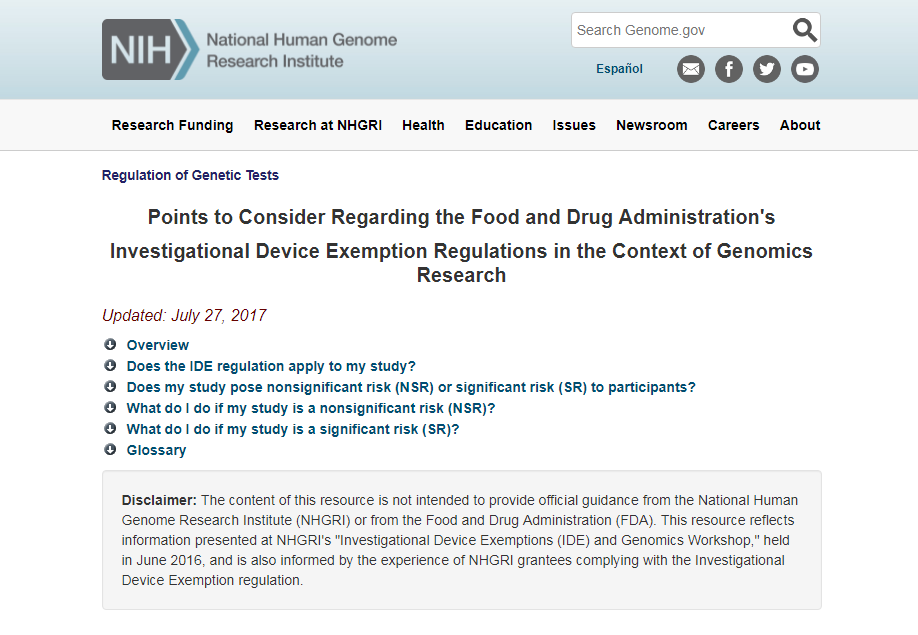 NIH
National Human Genome
Research Institute
Search Genome.gov
Español
Research Funding Research at NHGRI Health Education Issues Newsroom Careers About
Regulation of Genetic Tests
Points to Consider Regarding the Food and Drug Administration's
Investigational Device Exemption Regulations in the Context of Genomics
Research
Updated: July 27, 2017
Overview
Does the IDE regulation apply to my study?
Does my study pose nonsignificant risk (NSR) or significant risk (SR) to participants?
What do I do if my study is a nonsignificant risk (NSR)?
What do I do if my study is a significant risk (SR)?
Glossary
Disclaimer: The content of this resource is not intended to provide official guidance from the National Human
Genome Research Institute (NHGRI) or from the Food and Drug Administration (FDA). This resource reflects
information presented at NHGRI's "Investigational Device Exemptions (IDE) and Genomics Workshop," held
in June 2016, and is also informed by the experience of NHGRI grantees complying with the Investigational
Device Exemption regulation.